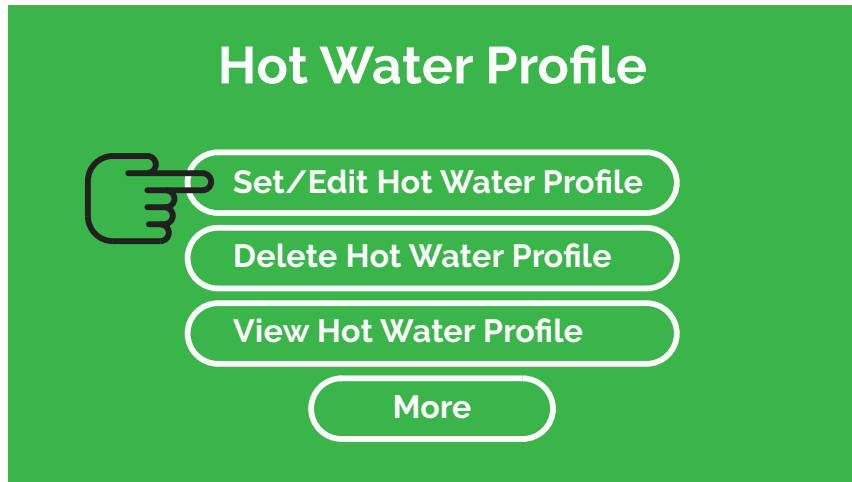 Hot Water Profile
Set/Edit Hot Water Profile
Delete Hot Water Profile
View Hot Water Profile
More